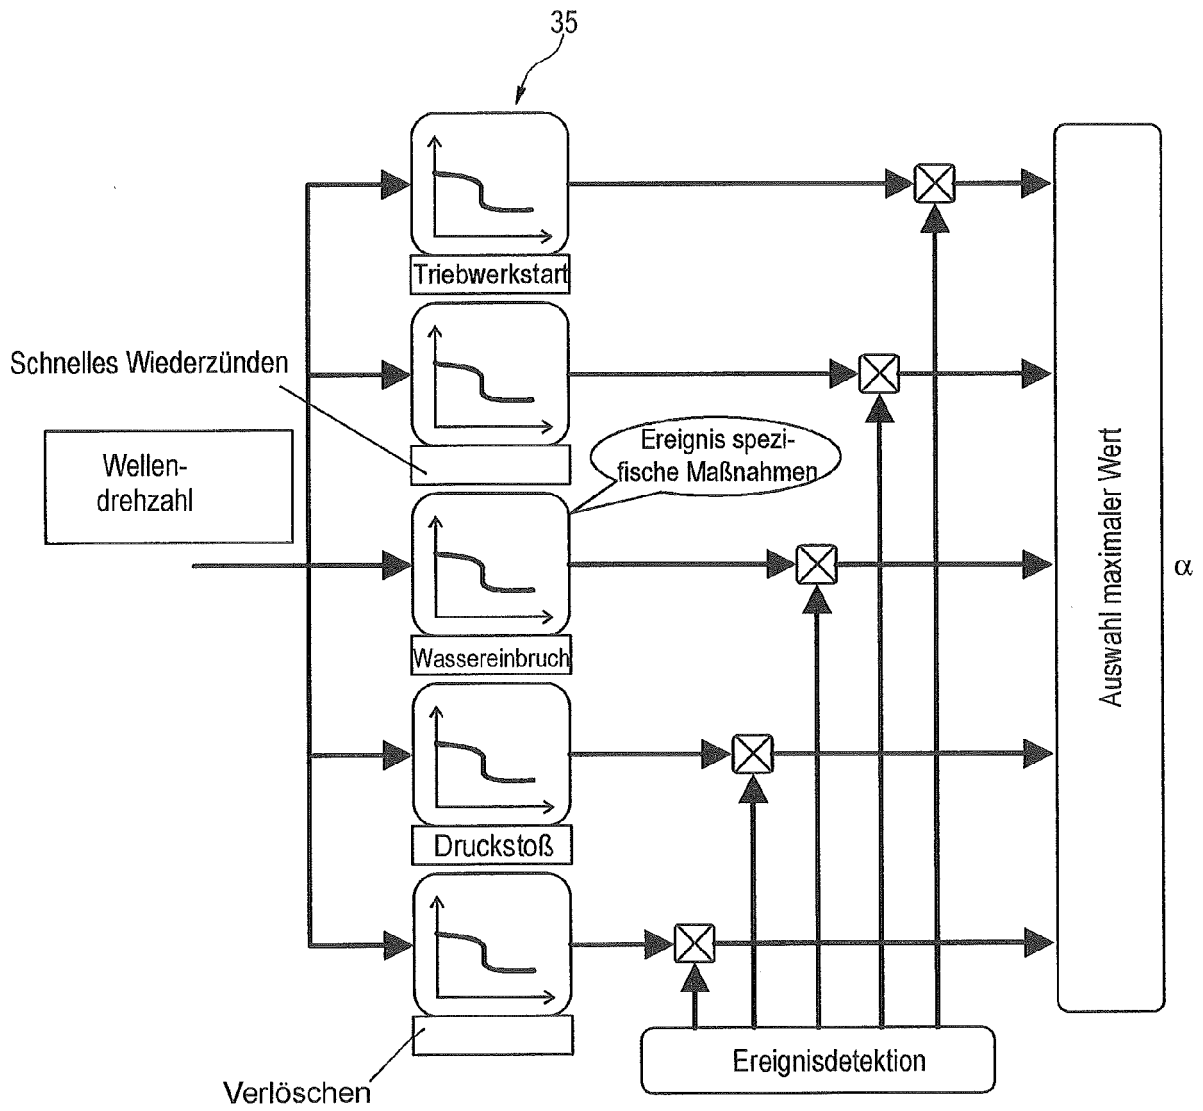 35
Triebwerkstart
Schnelles Wiederzünden
Ereignis spezi-
fische Maßnahmen
Wellen-
drehzahl
Wassereinbruch
Druckstoß
Verlöschen
Ereignisdetektion
Auswahl maximaler Wert
α